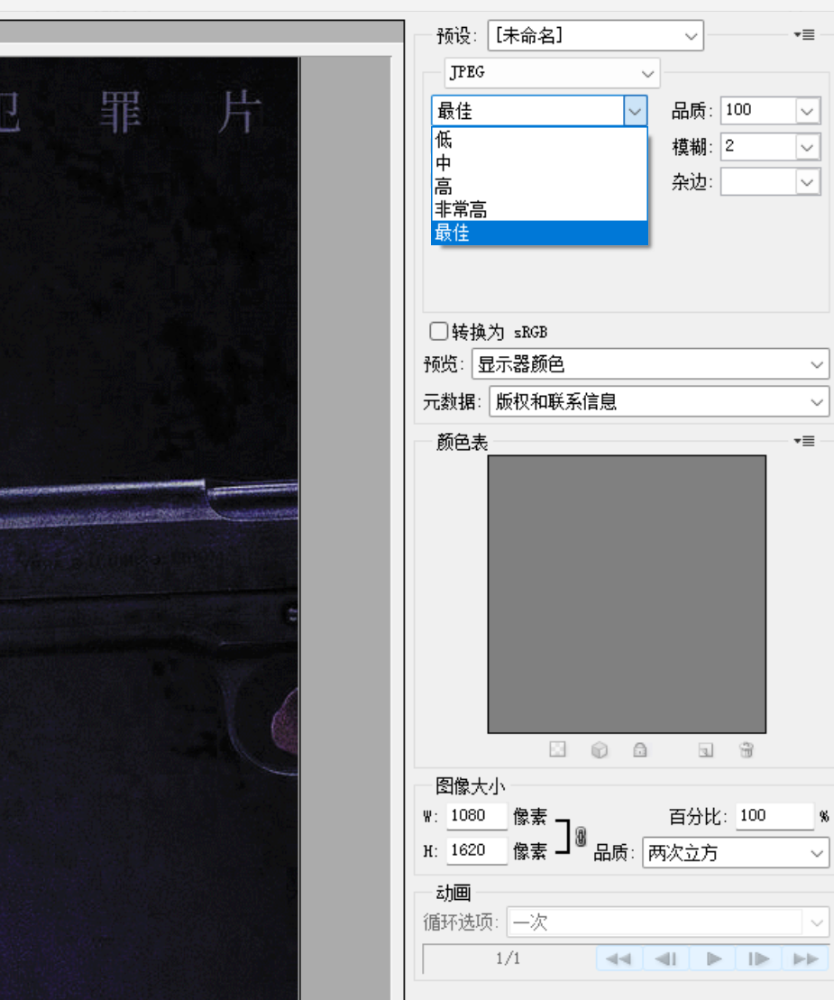 预设: [未命名]
犯 罪 片
JPEG
最佳
品质: 100
低
中
高
非常高
最佳
模糊: 2
杂边:
转换为 sRGB
预览: 显示器颜色
元数据: 版权和联系信息
颜色表
图像大小
W: 1080 像素
百分比: 100 %
H: 1620 像素
品质: 两次立方
动画
循环选项: 一次
1/1